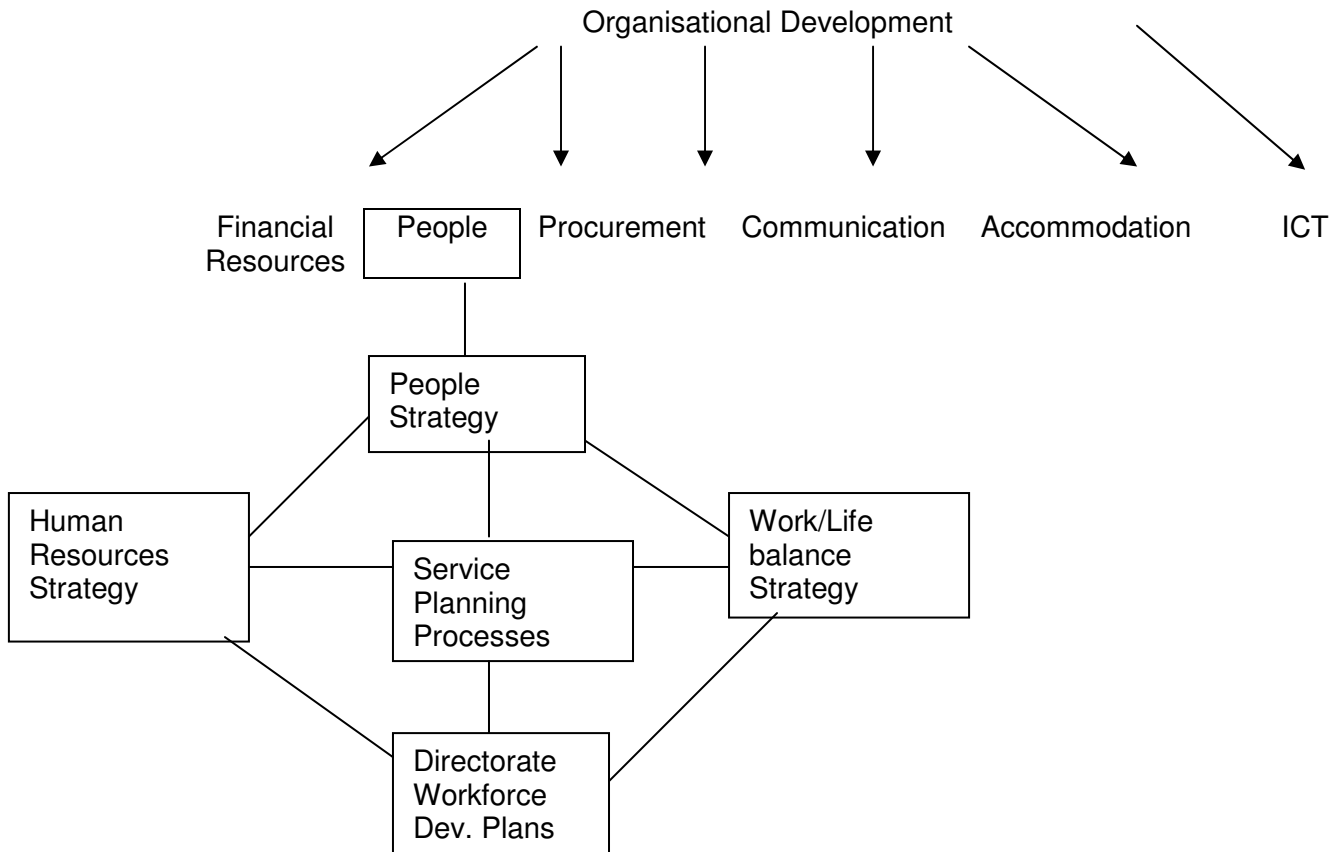 Organisational Development
Financial
Resources
People
Procurement
Communication
Accommodation
ICT
People
Strategy
Human
Resources
Strategy
Service
Planning
Processes
Work/Life
balance
Strategy
Directorate
Workforce
Dev. Plans